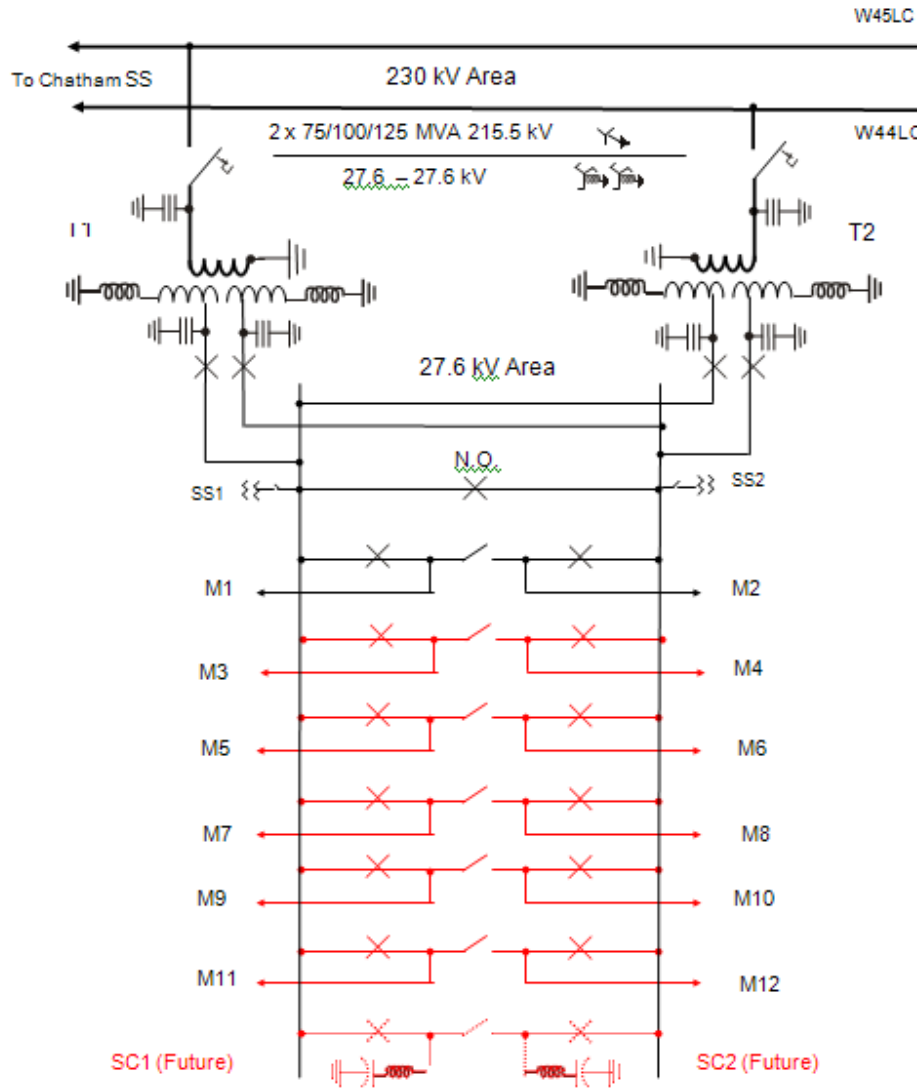 W45LC
To Chatham SS
230 kV Area
W44LC
2 x 75/100/125 MVA 215.5 kV
27.6 – 27.6 kV
T1
T2
27.6 kV Area
N.O.
SS1
SS2
M1
M2
M3
M4
M5
M6
M7
M8
M9
M10
M11
M12
SC1 (Future)
SC2 (Future)